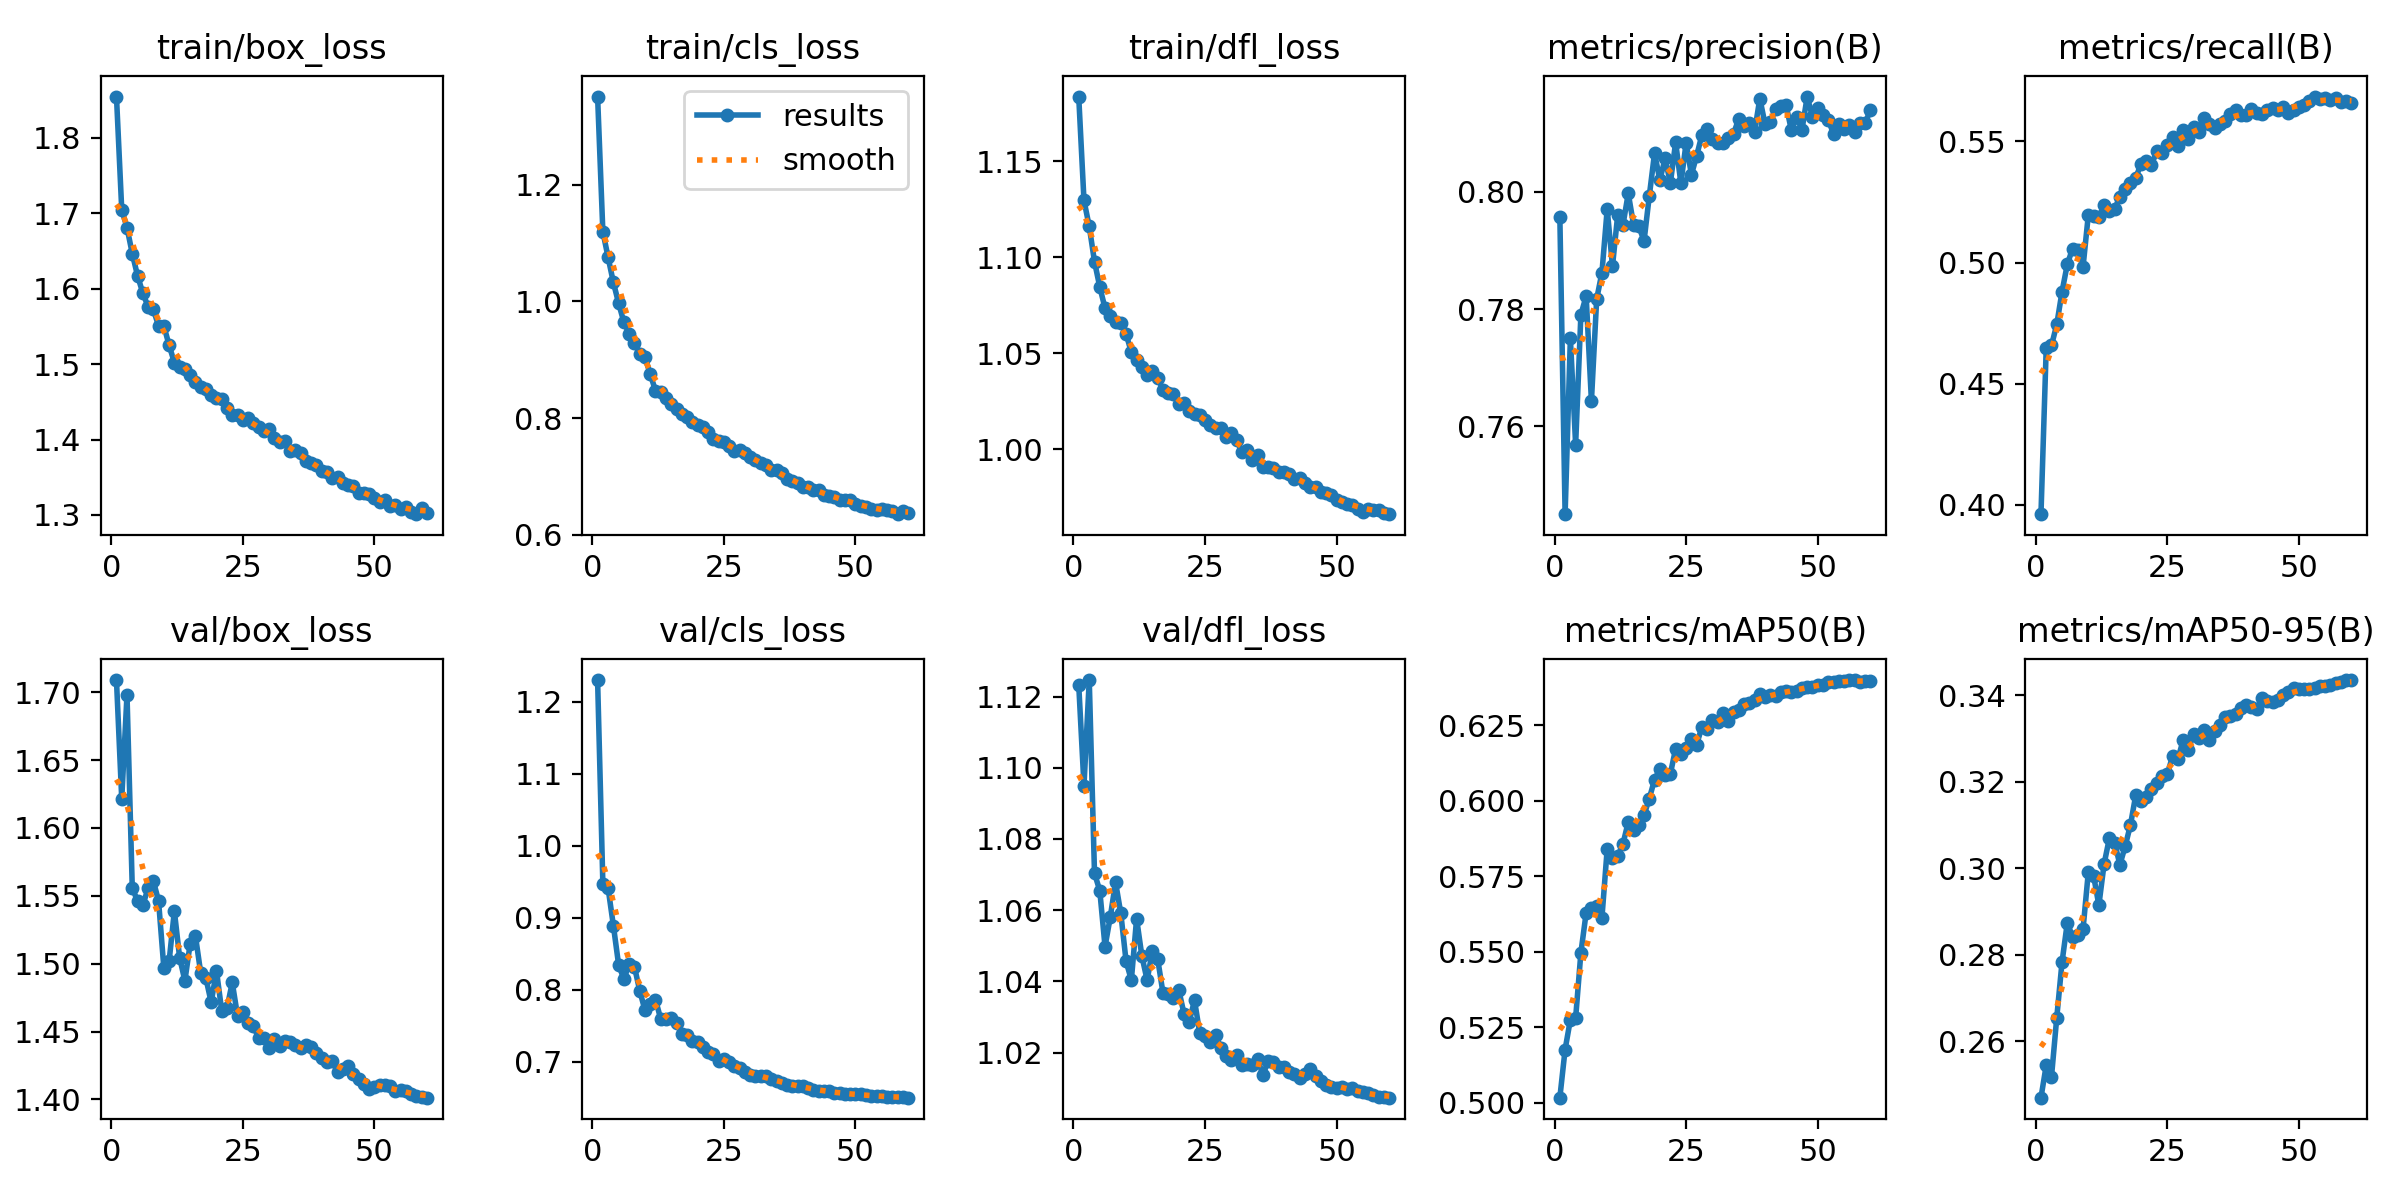 train/box_loss
1.8
1.7
1.6
1.5
1.4
1.3
0 25 50
train/cls_loss
results
smooth
1.2
1.0
0.8
0.6
0 25 50
train/dfl_loss
1.15
1.10
1.05
1.00
0 25 50
metrics/precision(B)
0.80
0.78
0.76
0 25 50
metrics/recall(B)
0.55
0.50
0.45
0.40
0 25 50
val/box_loss
1.70
1.65
1.60
1.55
1.50
1.45
1.40
0 25 50
val/cls_loss
1.2
1.1
1.0
0.9
0.8
0.7
0 25 50
val/dfl_loss
1.12
1.10
1.08
1.06
1.04
1.02
0 25 50
metrics/mAP50(B)
0.625
0.600
0.575
0.550
0.525
0.500
0 25 50
metrics/mAP50-95(B)
0.34
0.32
0.30
0.28
0.26
0 25 50